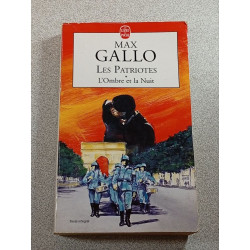 MAX
GALLO
LES PATRIOTES
*
L'Ombre et la Nuit